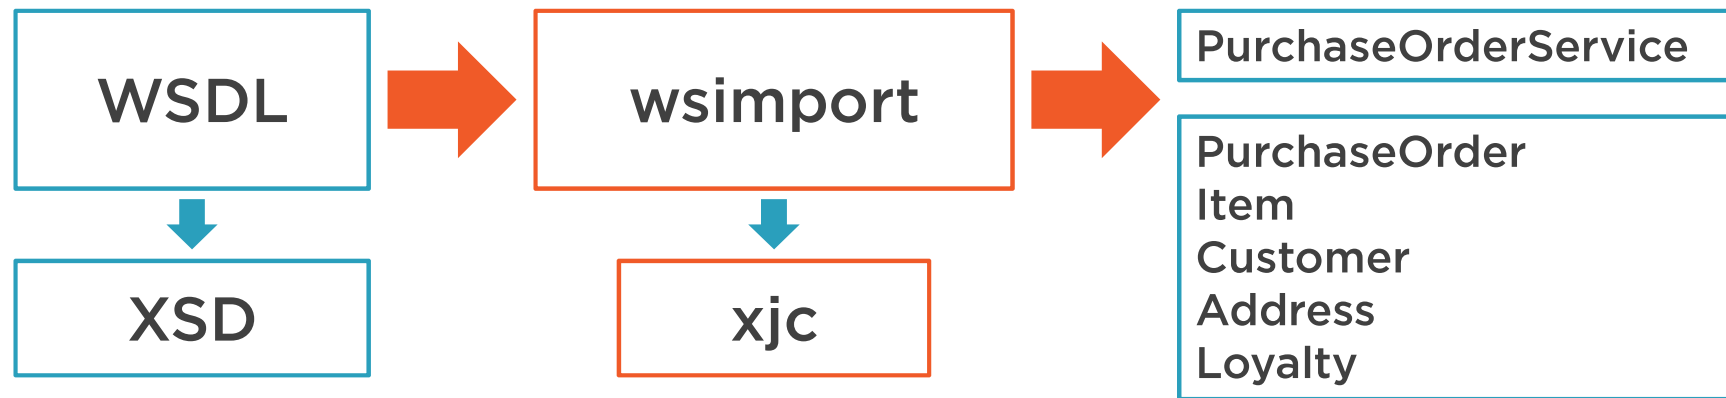 WSDL
wsimport
PurchaseOrderService
XSD
xjc
PurchaseOrder
Item
Customer
Address
Loyalty